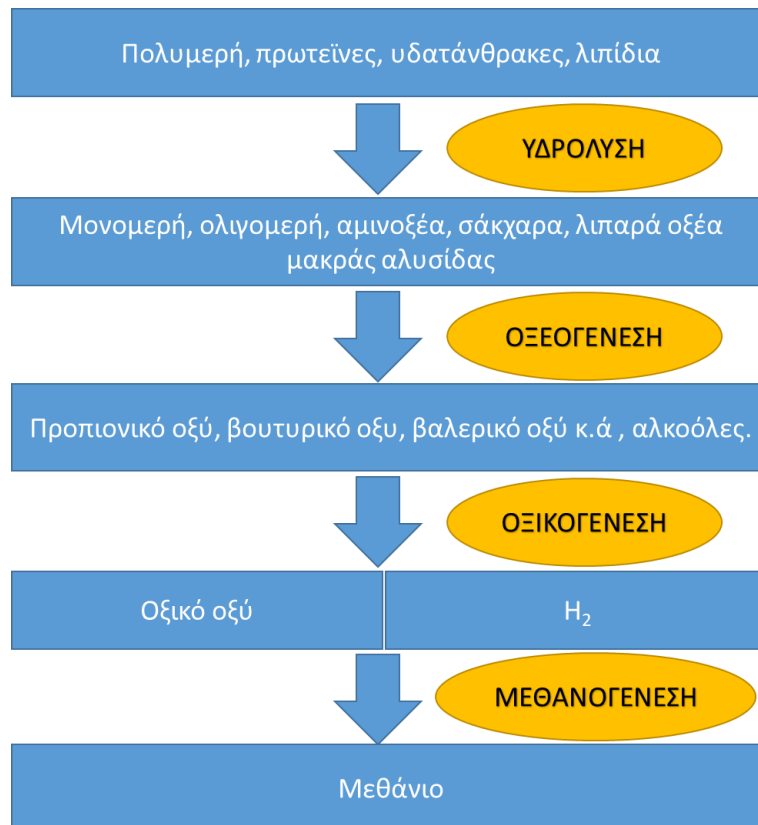 Πολυμερή, πρωτεϊνες, υδατάνθρακες, λιπίδια
ΥΔΡΟΛΥΣΗ
Μονομερή, ολιγομερή, αμινοξέα, σάκχαρα, λιπαρά οξέα
μακράς αλυσίδας
ΟΞΕΟΓΕΝΕΣΗ
Προπιονικό οξύ, βουτυρικό οξυ, βαλερικό οξύ κ.ά , αλκοόλες.
ΟΞΙΚΟΓΕΝΕΣΗ
Οξικό οξύ
H₂
ΜΕΘΑΝΟΓΕΝΕΣΗ
Μεθάνιο